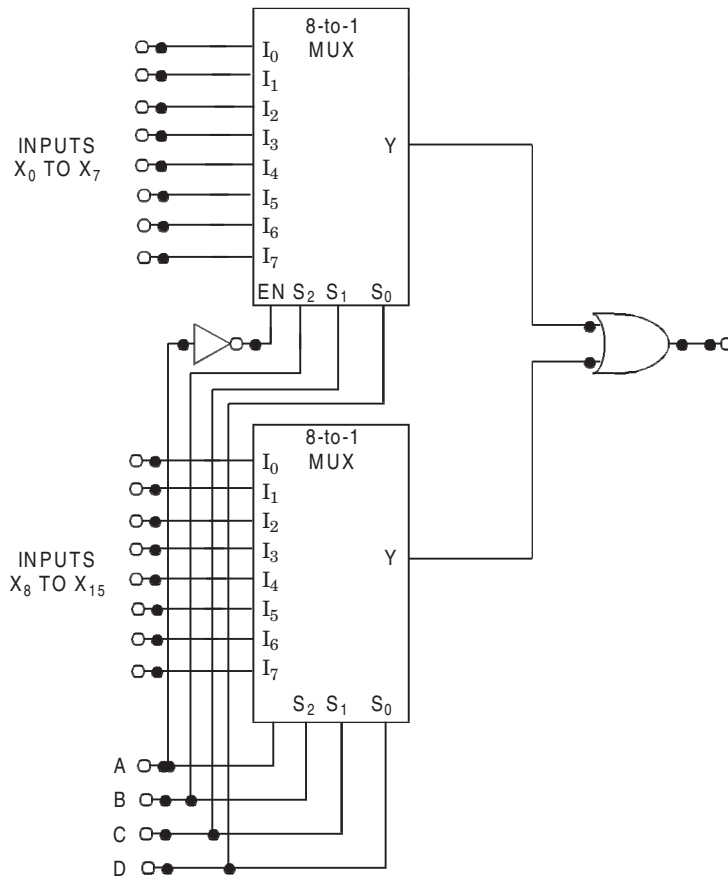 8-to-1
MUX
I₀
I₁
I₂
I₃
I₄
I₅
I₆
I₇
INPUTS
X₀ TO X₇
Y
EN S₂ S₁ S₀
8-to-1
MUX
I₀
I₁
I₂
I₃
I₄
I₅
I₆
I₇
INPUTS
X₈ TO X₁₅
Y
S₂ S₁ S₀
A
B
C
D